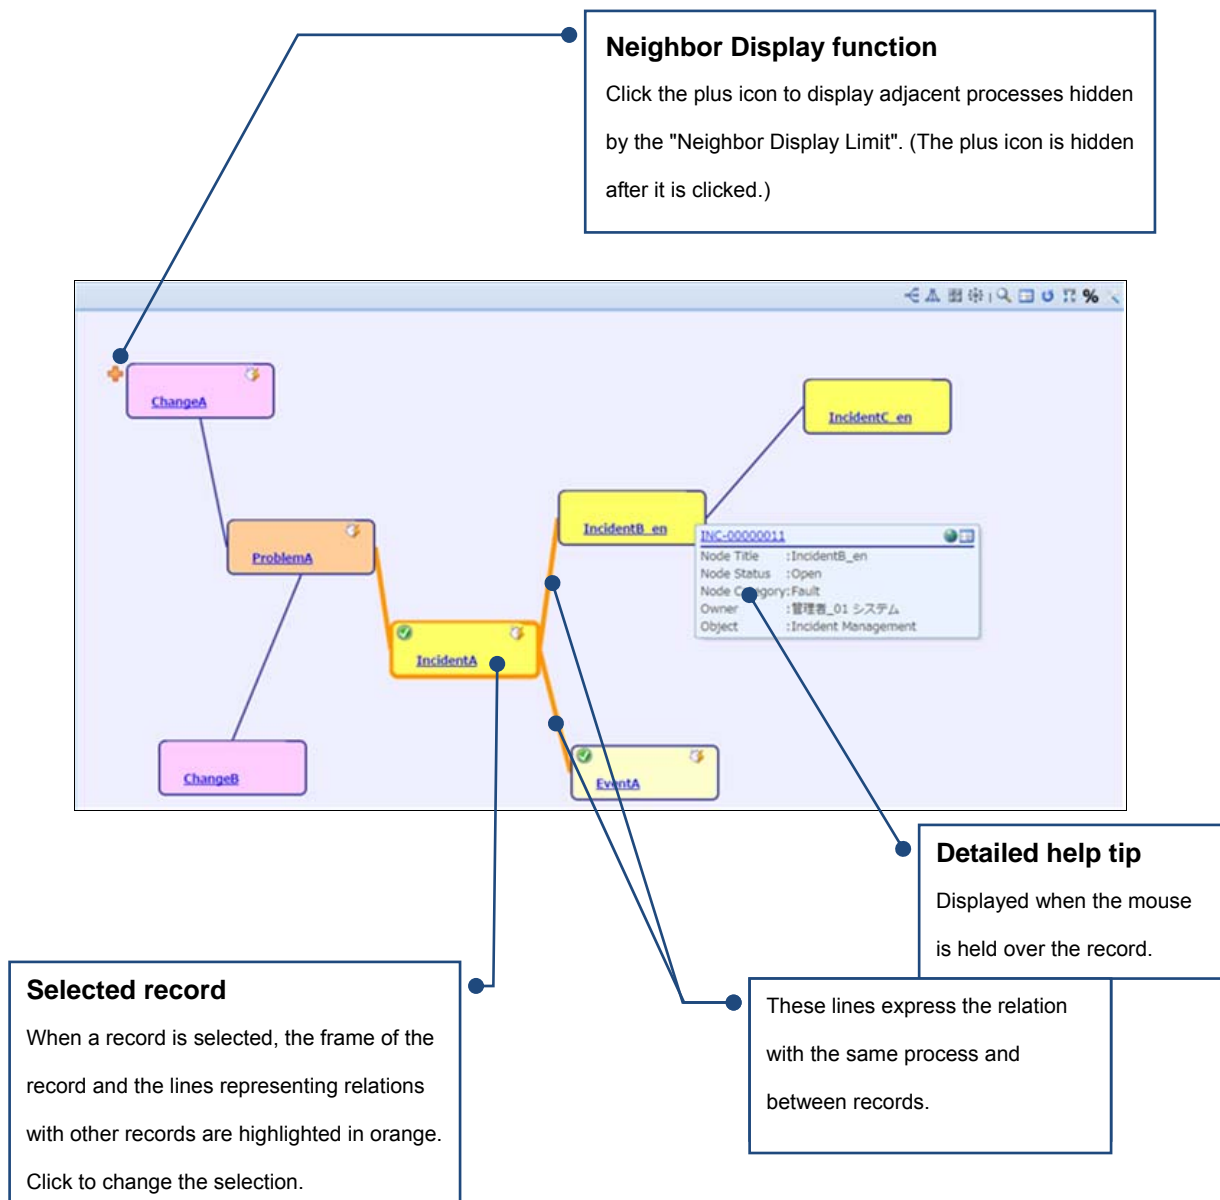 Neighbor Display function
Click the plus icon to display adjacent processes hidden
by the "Neighbor Display Limit". (The plus icon is hidden
after it is clicked.)
%
ChangeA
IncidentC_en
IncidentB_en
ProblemA
INC-00000011
Node Title :IncidentB_en
Node Status :Open
Node Category:Fault
Owner :管理者_01 システム
Object :Incident Management
IncidentA
ChangeB
EventA
Detailed help tip
Displayed when the mouse
is held over the record.
Selected record
When a record is selected, the frame of the
record and the lines representing relations
with other records are highlighted in orange.
Click to change the selection.
These lines express the relation
with the same process and
between records.